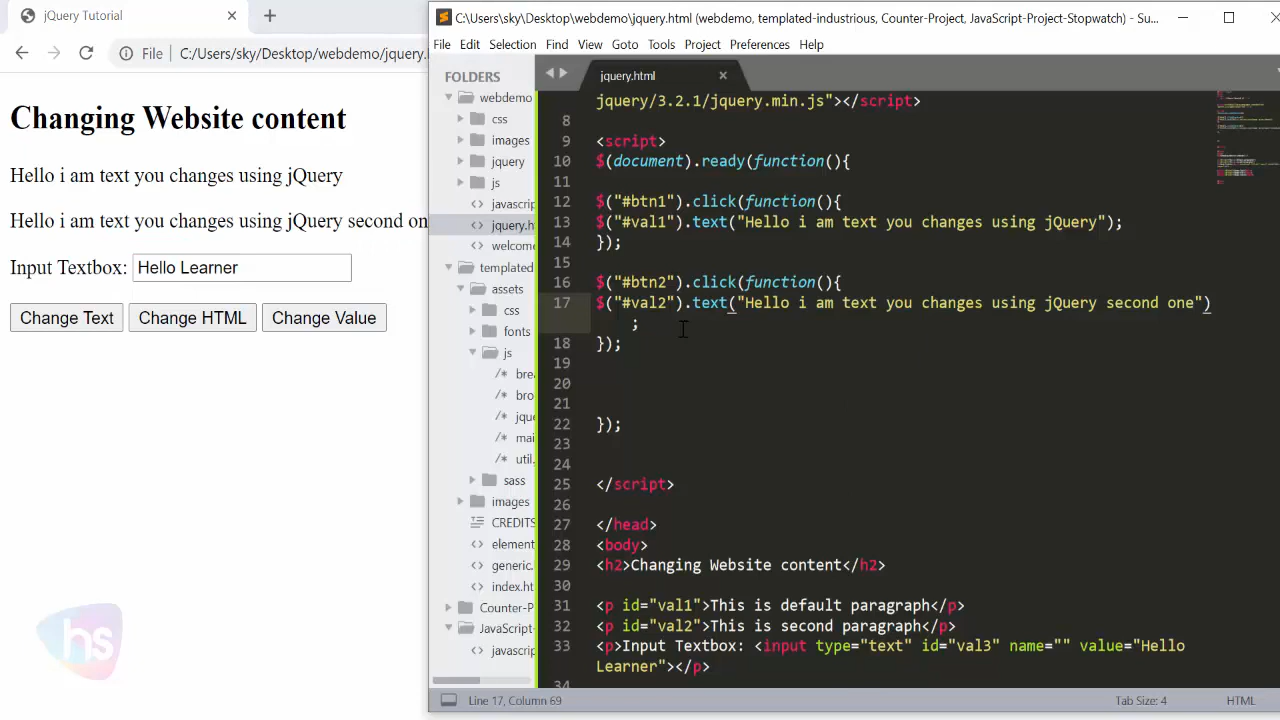 jQuery Tutorial
File
C:/Users/sky/Desktop/webdemo/jquery.
Changing Website content
Hello i am text you changes using jQuery
Hello i am text you changes using jQuery second on
Input Textbox: Hello Learner
Change Text
Change HTML
Change Value
hs
C:\Users\sky\Desktop\webdemo\jquery.html (webdemo, templated-industrious, Counter-Project, JavaScript-Project-Stopwatch) - Su...
File Edit Selection Find View Goto Tools Project Preferences Help
FOLDERS
webdemo
css
images
jquery
js
javascri
jquery.h
welcome
templated
assets
css
fonts
js
brea
bro
jque
mai
util.
sass
images
CREDITS
element
generic.
index.ht
Counter-P
JavaScript-
javascri
jquery.html
jquery/3.2.1/jquery.min.js"></script>
8
9 <script>
10 $(document).ready(function(){
11
12 $("#btn1").click(function(){
13 $("#val1").text("Hello i am text you changes using jQuery");
14 });
15
16 $("#btn2").click(function(){
17 $("#val2").text("Hello i am text you changes using jQuery second one")
;
18 });
19
20
21
22 });
23
24
25 </script>
26
27 </head>
28 <body>
29 <h2>Changing Website content</h2>
30
31 <p id="val1">This is default paragraph</p>
32 <p id="val2">This is second paragraph</p>
33 <p>Input Textbox: <input type="text" id="val3" name="" value="Hello
Learner"></p>
34
Line 17, Column 69
Tab Size: 4
HTML